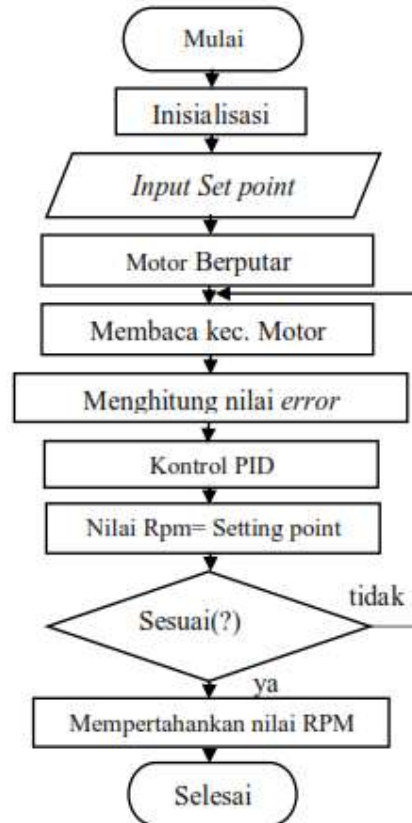 Mulai
Inisialisasi
Input Set point
Motor Berputar
Membaca kec. Motor
Menghitung nilai error
Kontrol PID
Nilai Rpm= Setting point
Sesuai(?)
tidak
ya
Mempertahankan nilai RPM
Selesai